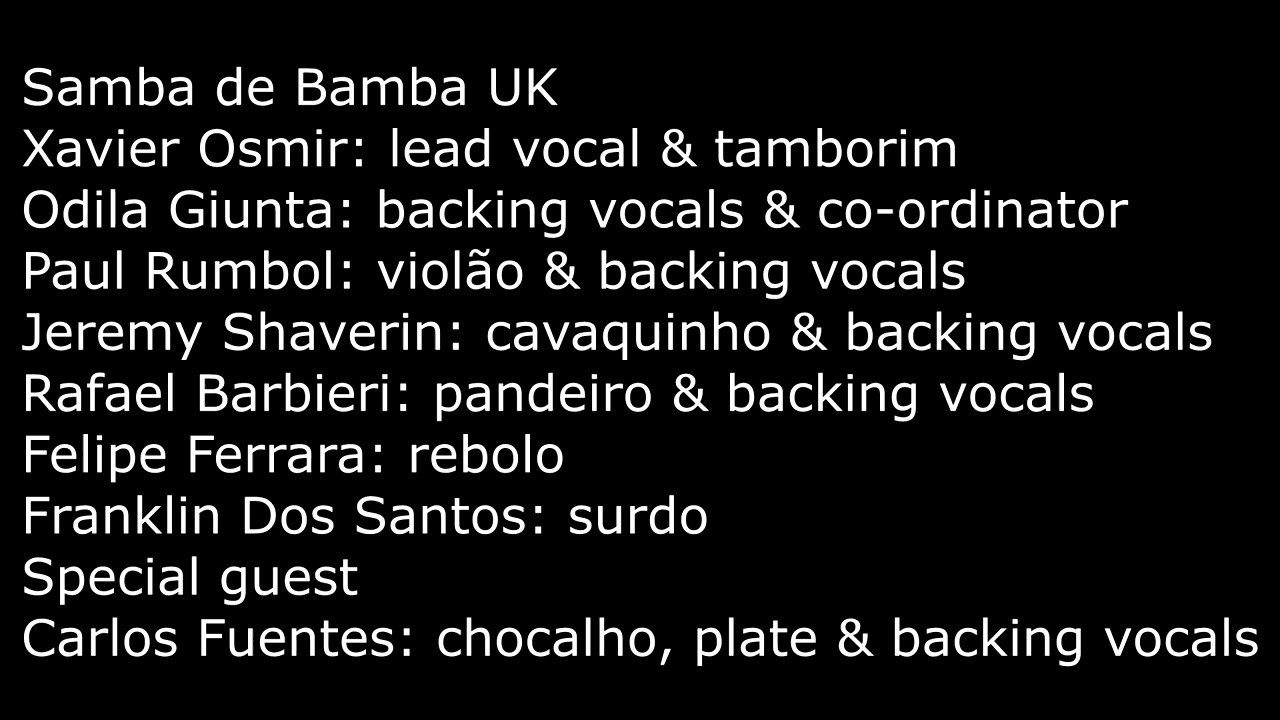 Samba de Bamba UK
Xavier Osmir: lead vocal & tamborim
Odila Giunta: backing vocals & co-ordinator
Paul Rumbol: violão & backing vocals
Jeremy Shaverin: cavaquinho & backing vocals
Rafael Barbieri: pandeiro & backing vocals
Felipe Ferrara: rebolo
Franklin Dos Santos: surdo
Special guest
Carlos Fuentes: chocalho, plate & backing vocals